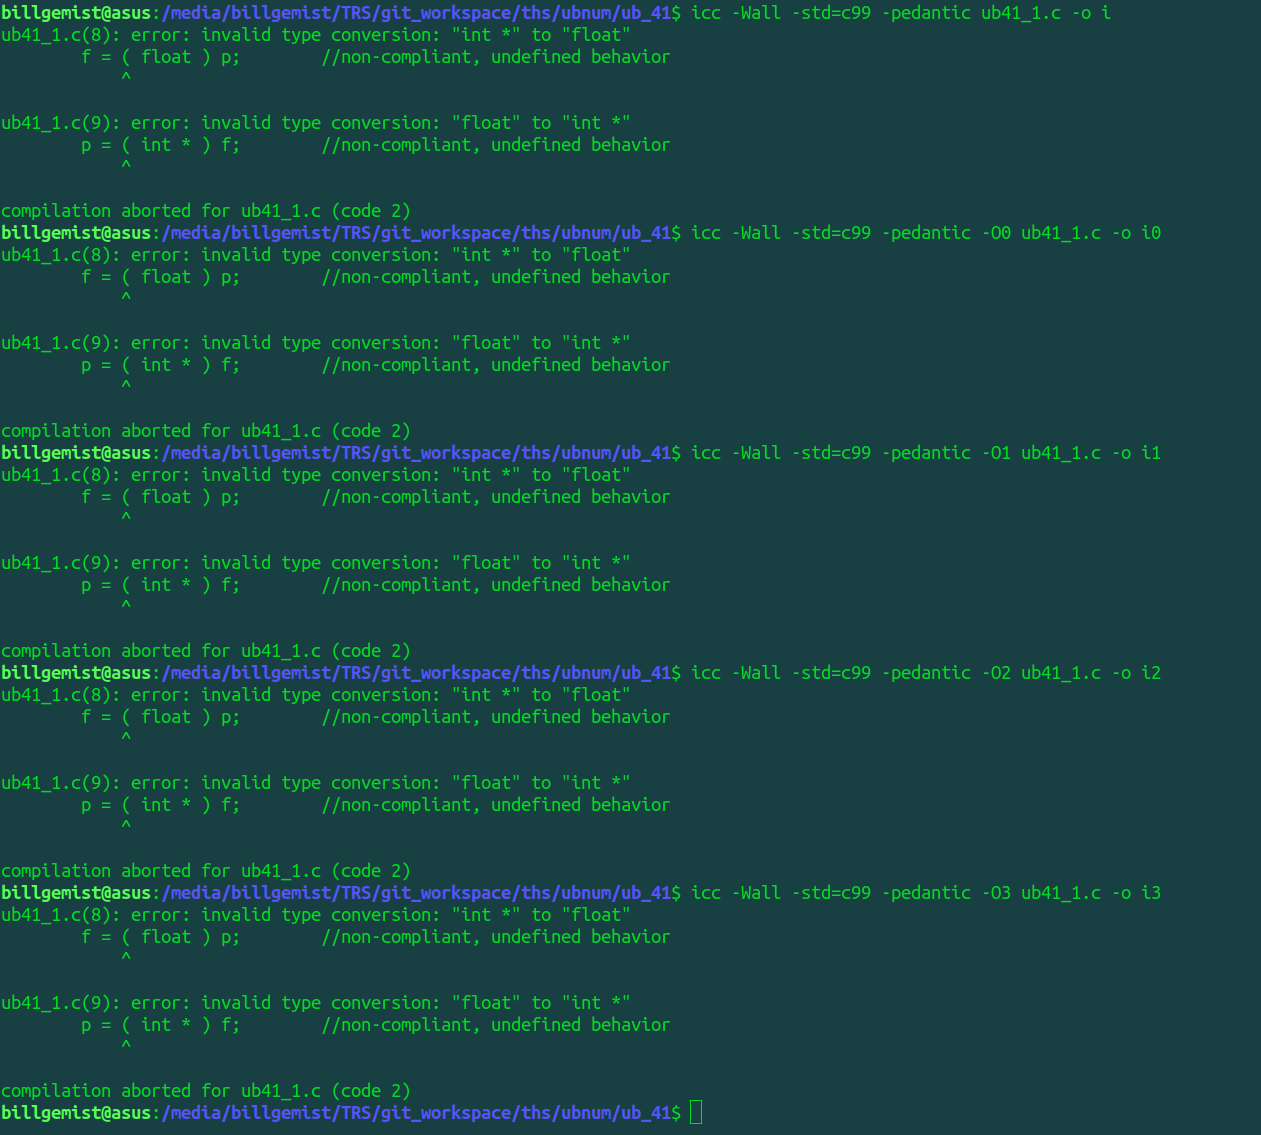 billgemist@asus:/media/billgemist/TRS/git_workspace/ths/ubnum/ub_41$ icc -Wall -std=c99 -pedantic ub41_1.c -o i
ub41_1.c(8): error: invalid type conversion: "int *" to "float"
        f = ( float ) p;        //non-compliant, undefined behavior
            ^

ub41_1.c(9): error: invalid type conversion: "float" to "int *"
        p = ( int * ) f;        //non-compliant, undefined behavior
            ^

compilation aborted for ub41_1.c (code 2)
billgemist@asus:/media/billgemist/TRS/git_workspace/ths/ubnum/ub_41$ icc -Wall -std=c99 -pedantic -O0 ub41_1.c -o i0
ub41_1.c(8): error: invalid type conversion: "int *" to "float"
        f = ( float ) p;        //non-compliant, undefined behavior
            ^

ub41_1.c(9): error: invalid type conversion: "float" to "int *"
        p = ( int * ) f;        //non-compliant, undefined behavior
            ^

compilation aborted for ub41_1.c (code 2)
billgemist@asus:/media/billgemist/TRS/git_workspace/ths/ubnum/ub_41$ icc -Wall -std=c99 -pedantic -O1 ub41_1.c -o i1
ub41_1.c(8): error: invalid type conversion: "int *" to "float"
        f = ( float ) p;        //non-compliant, undefined behavior
            ^

ub41_1.c(9): error: invalid type conversion: "float" to "int *"
        p = ( int * ) f;        //non-compliant, undefined behavior
            ^

compilation aborted for ub41_1.c (code 2)
billgemist@asus:/media/billgemist/TRS/git_workspace/ths/ubnum/ub_41$ icc -Wall -std=c99 -pedantic -O2 ub41_1.c -o i2
ub41_1.c(8): error: invalid type conversion: "int *" to "float"
        f = ( float ) p;        //non-compliant, undefined behavior
            ^

ub41_1.c(9): error: invalid type conversion: "float" to "int *"
        p = ( int * ) f;        //non-compliant, undefined behavior
            ^

compilation aborted for ub41_1.c (code 2)
billgemist@asus:/media/billgemist/TRS/git_workspace/ths/ubnum/ub_41$ icc -Wall -std=c99 -pedantic -O3 ub41_1.c -o i3
ub41_1.c(8): error: invalid type conversion: "int *" to "float"
        f = ( float ) p;        //non-compliant, undefined behavior
            ^

ub41_1.c(9): error: invalid type conversion: "float" to "int *"
        p = ( int * ) f;        //non-compliant, undefined behavior
            ^

compilation aborted for ub41_1.c (code 2)
billgemist@asus:/media/billgemist/TRS/git_workspace/ths/ubnum/ub_41$